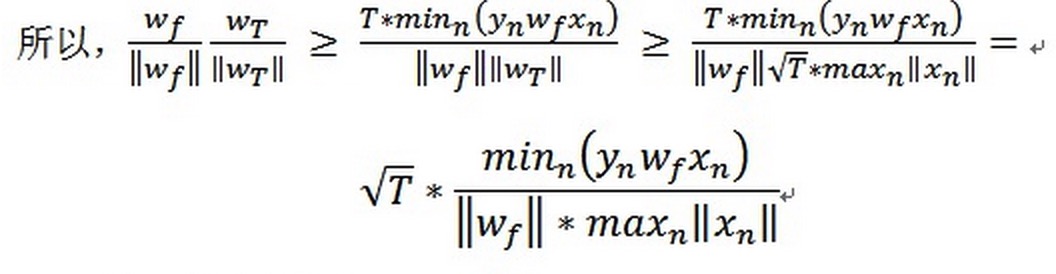 所以，$\frac{w_f}{\|w_f\|} \frac{w_T}{\|w_T\|} \geq \frac{T*min_n(y_n w_f x_n)}{\|w_f\|\|w_T\|} \geq \frac{T*min_n(y_n w_f x_n)}{\|w_f\|\sqrt{T}*max_n\|x_n\|} =$ ↵
$\sqrt{T} * \frac{min_n(y_n w_f x_n)}{\|w_f\| * max_n\|x_n\|}$ ↵